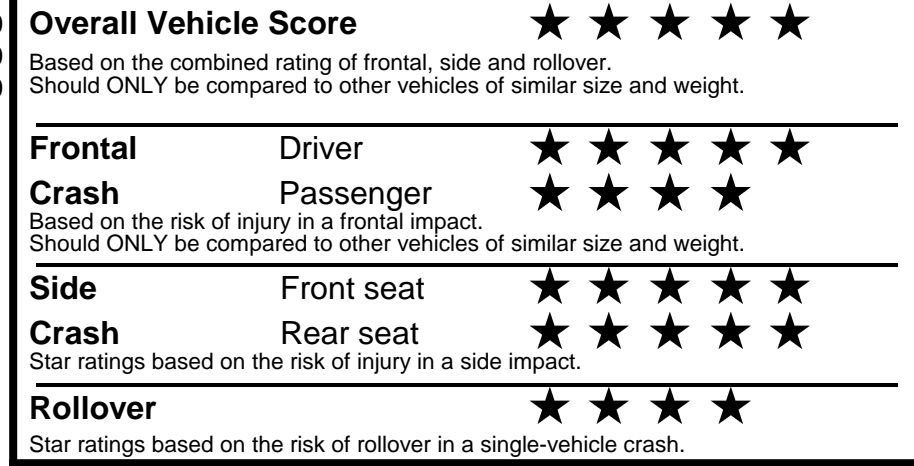 Overall Vehicle Score ★ ★ ★ ★ ★
Based on the combined rating of frontal, side and rollover.
Should ONLY be compared to other vehicles of similar size and weight.
Frontal Driver ★ ★ ★ ★ ★
Crash Passenger ★ ★ ★ ★
Based on the risk of injury in a frontal impact.
Should ONLY be compared to other vehicles of similar size and weight.
Side Front seat ★ ★ ★ ★ ★
Crash Rear seat ★ ★ ★ ★ ★
Star ratings based on the risk of injury in a side impact.
Rollover ★ ★ ★ ★
Star ratings based on the risk of rollover in a single-vehicle crash.